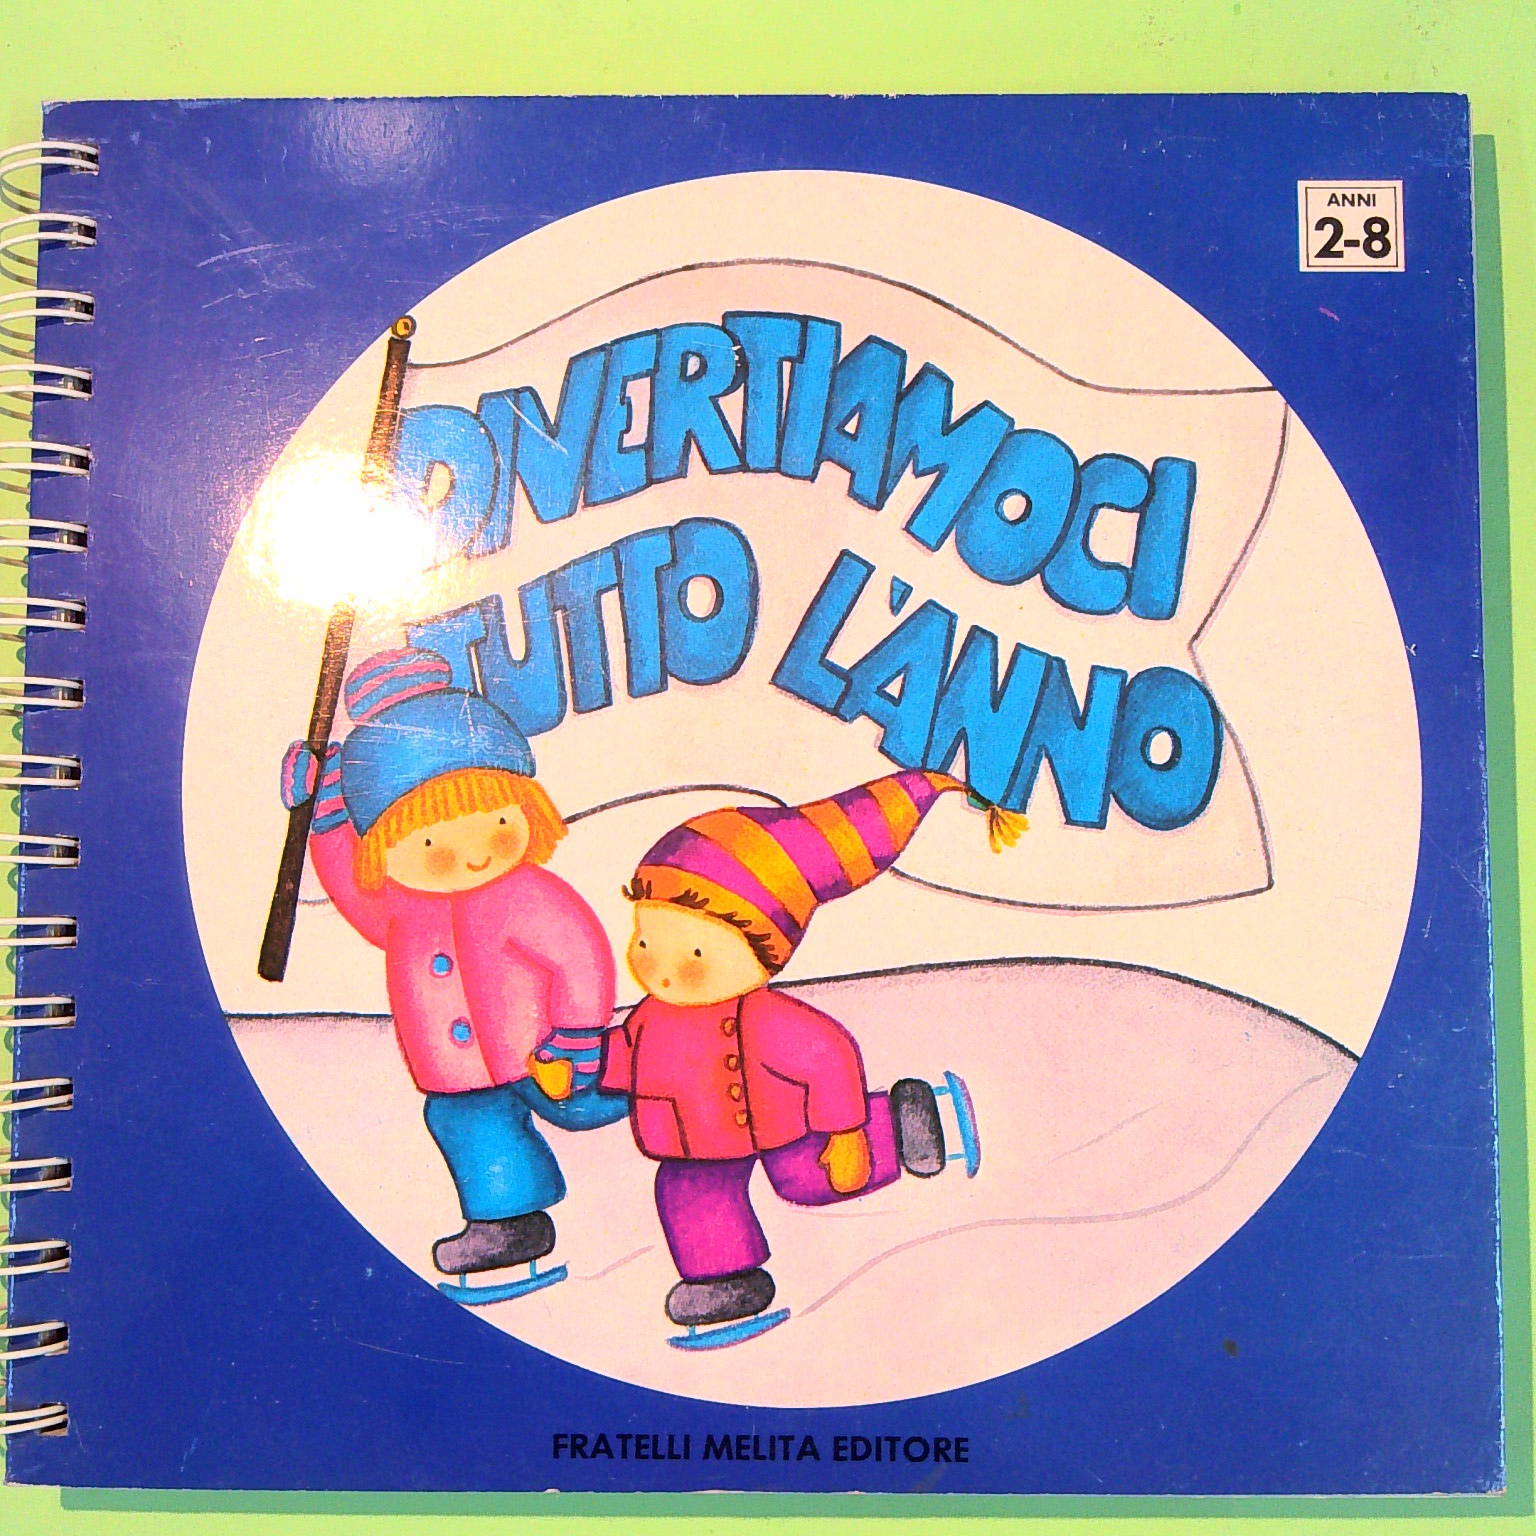 ANNI
2-8
DIVERTIAMOCI
TUTTO L'ANNO
FRATELLI MELITA EDITORE